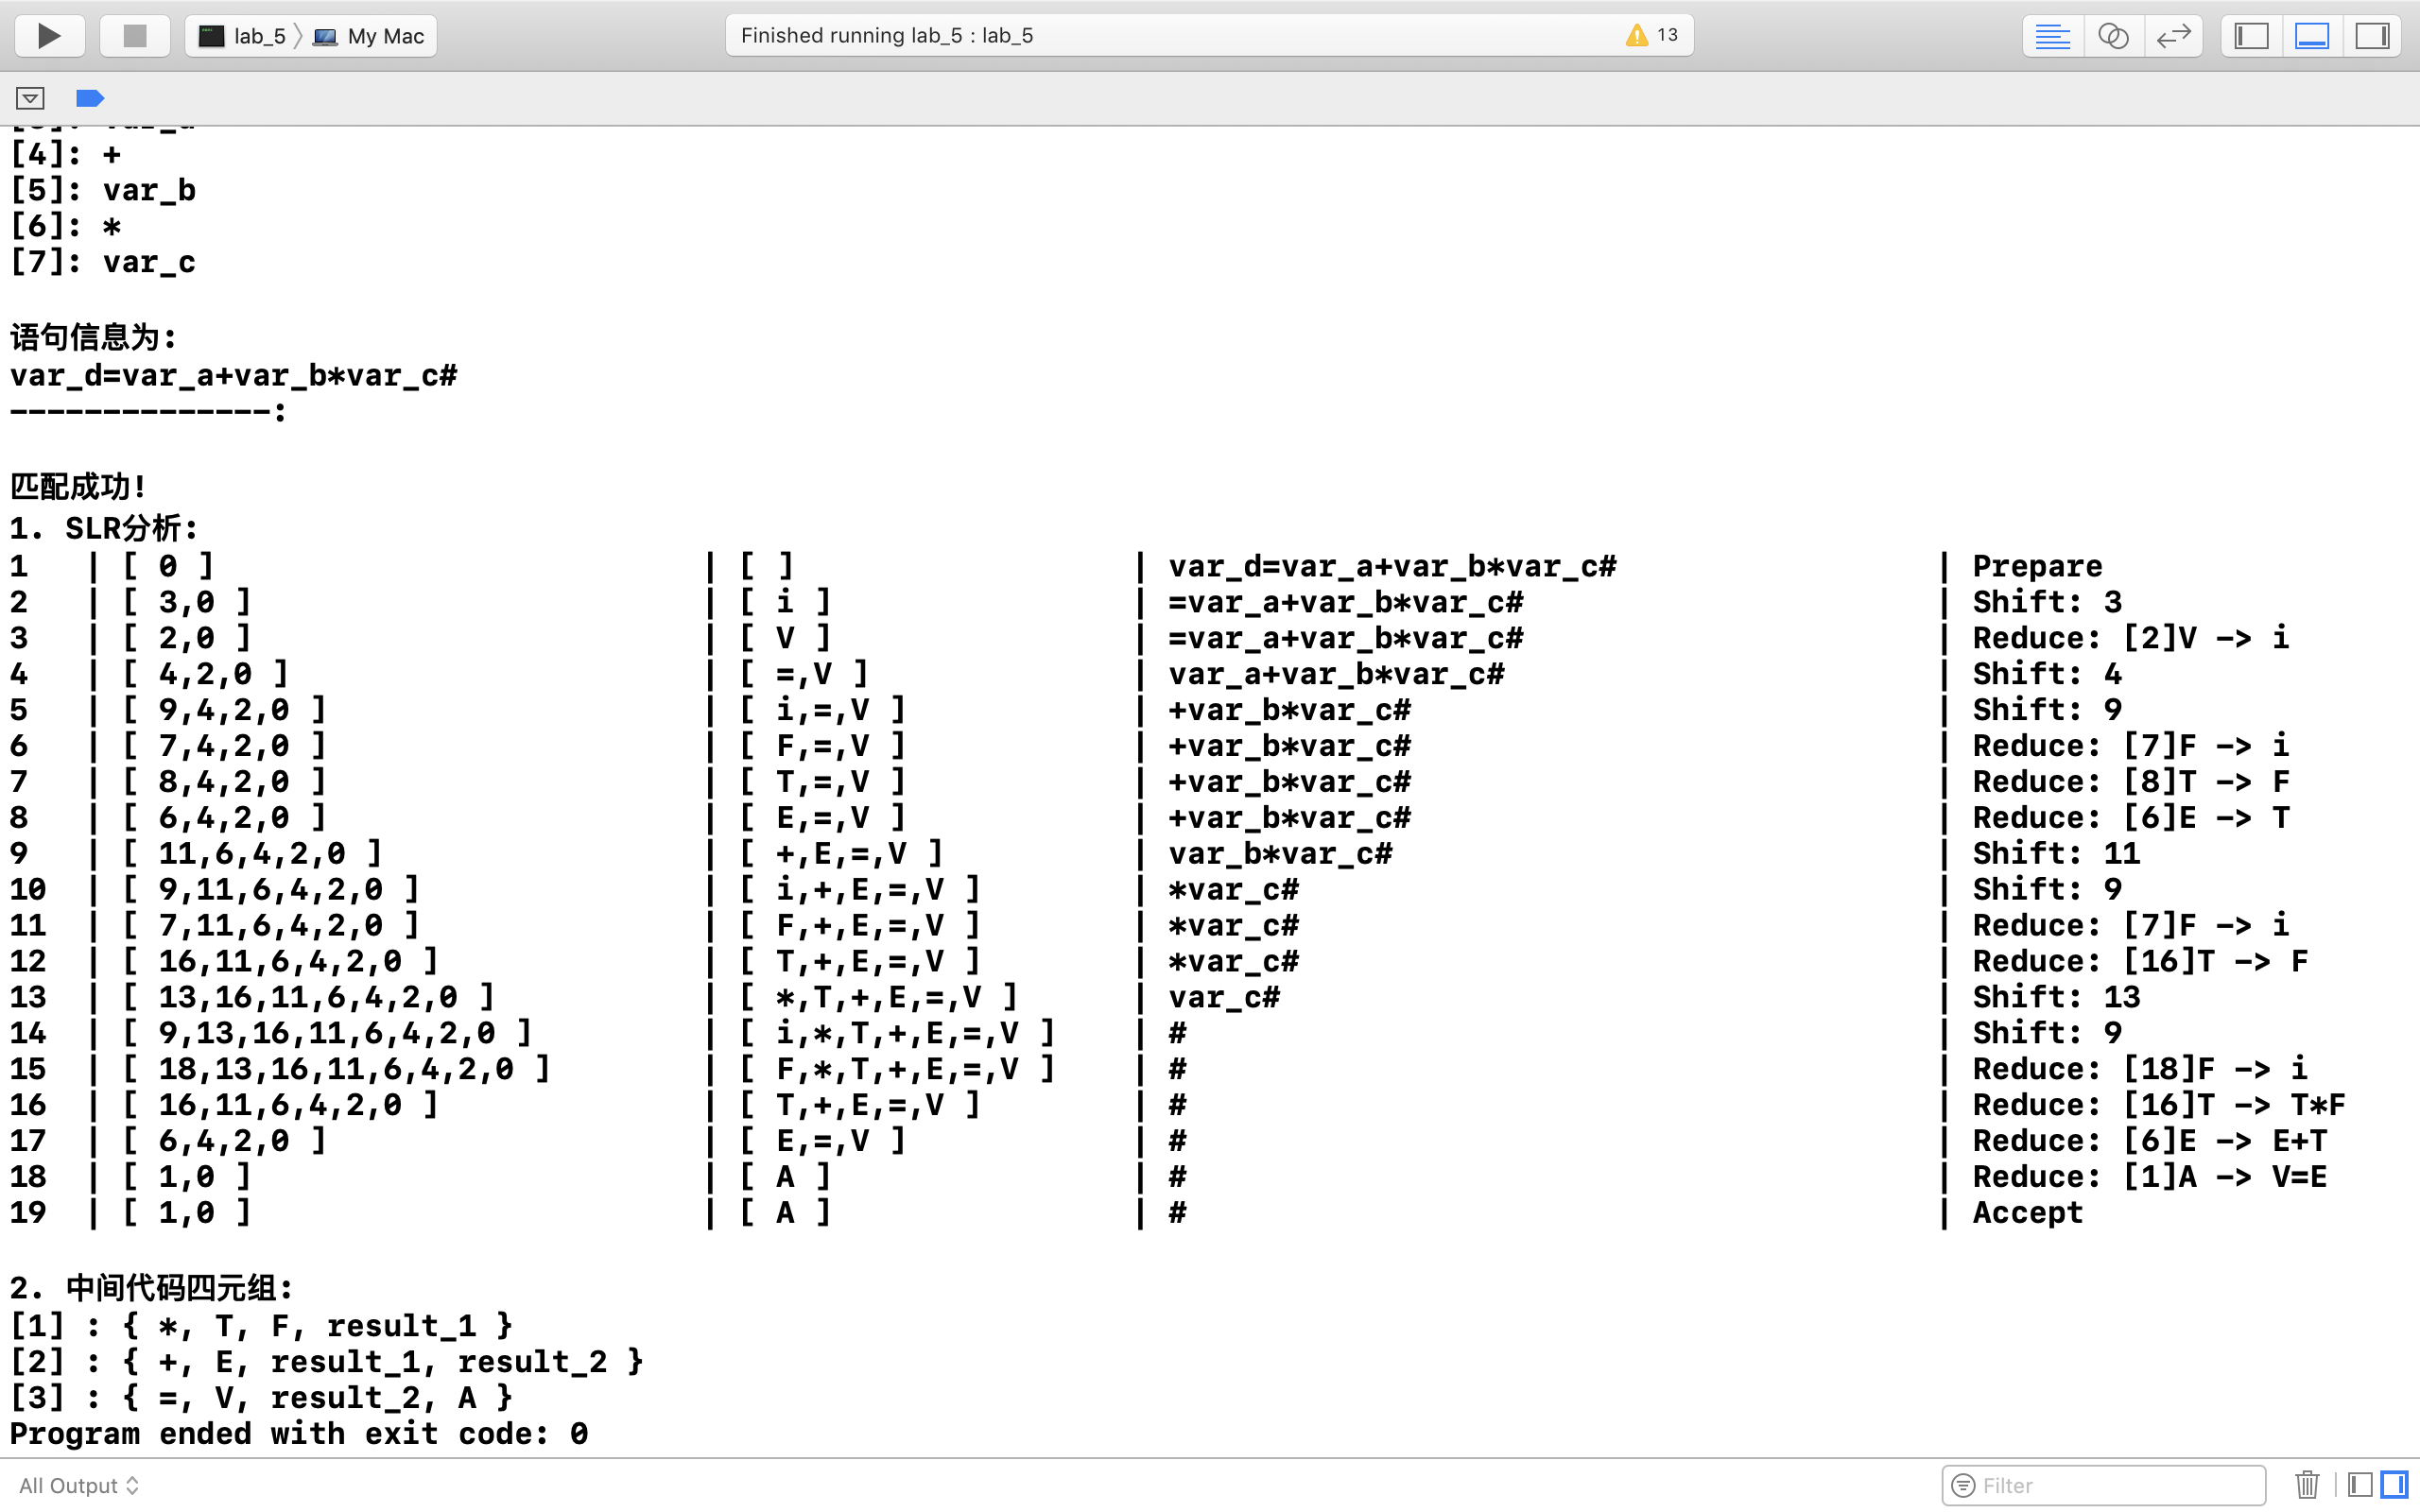 lab_5 〉 My Mac
Finished running lab_5 : lab_5
13
[4]: +
[5]: var_b
[6]: *
[7]: var_c
语句信息为:
var_d=var_a+var_b*var_c#
--------------:
匹配成功!
1. SLR分析:
1 | [ 0 ] | [ ] | var_d=var_a+var_b*var_c# | Prepare
2 | [ 3,0 ] | [ i ] | =var_a+var_b*var_c# | Shift: 3
3 | [ 2,0 ] | [ V ] | =var_a+var_b*var_c# | Reduce: [2]V -> i
4 | [ 4,2,0 ] | [ =,V ] | var_a+var_b*var_c# | Shift: 4
5 | [ 9,4,2,0 ] | [ i,=,V ] | +var_b*var_c# | Shift: 9
6 | [ 7,4,2,0 ] | [ F,=,V ] | +var_b*var_c# | Reduce: [7]F -> i
7 | [ 8,4,2,0 ] | [ T,=,V ] | +var_b*var_c# | Reduce: [8]T -> F
8 | [ 6,4,2,0 ] | [ E,=,V ] | +var_b*var_c# | Reduce: [6]E -> T
9 | [ 11,6,4,2,0 ] | [ +,E,=,V ] | var_b*var_c# | Shift: 11
10 | [ 9,11,6,4,2,0 ] | [ i,+,E,=,V ] | *var_c# | Shift: 9
11 | [ 7,11,6,4,2,0 ] | [ F,+,E,=,V ] | *var_c# | Reduce: [7]F -> i
12 | [ 16,11,6,4,2,0 ] | [ T,+,E,=,V ] | *var_c# | Reduce: [16]T -> F
13 | [ 13,16,11,6,4,2,0 ] | [ *,T,+,E,=,V ] | var_c# | Shift: 13
14 | [ 9,13,16,11,6,4,2,0 ] | [ i,*,T,+,E,=,V ] | # | Shift: 9
15 | [ 18,13,16,11,6,4,2,0 ] | [ F,*,T,+,E,=,V ] | # | Reduce: [18]F -> i
16 | [ 16,11,6,4,2,0 ] | [ T,+,E,=,V ] | # | Reduce: [16]T -> T*F
17 | [ 6,4,2,0 ] | [ E,=,V ] | # | Reduce: [6]E -> E+T
18 | [ 1,0 ] | [ A ] | # | Reduce: [1]A -> V=E
19 | [ 1,0 ] | [ A ] | # | Accept
2. 中间代码四元组:
[1] : { *, T, F, result_1 }
[2] : { +, E, result_1, result_2 }
[3] : { =, V, result_2, A }
Program ended with exit code: 0
All Output
Filter